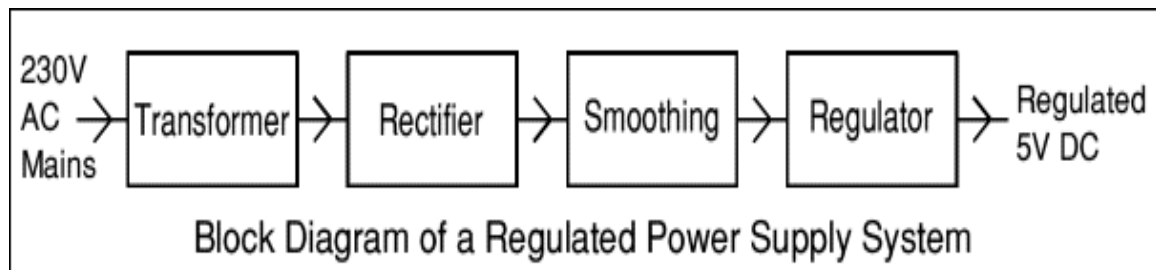 230V
AC
Mains
Transformer
Rectifier
Smoothing
Regulator
Regulated
5V DC
Block Diagram of a Regulated Power Supply System